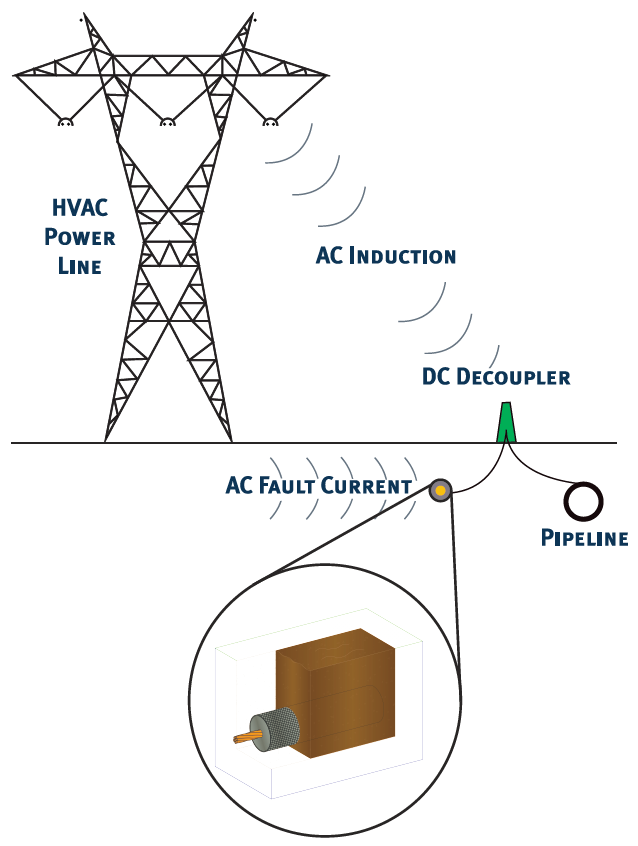 HVAC
POWER
LINE
AC INDUCTION
DC DECOUPLER
AC FAULT CURRENT
PIPELINE